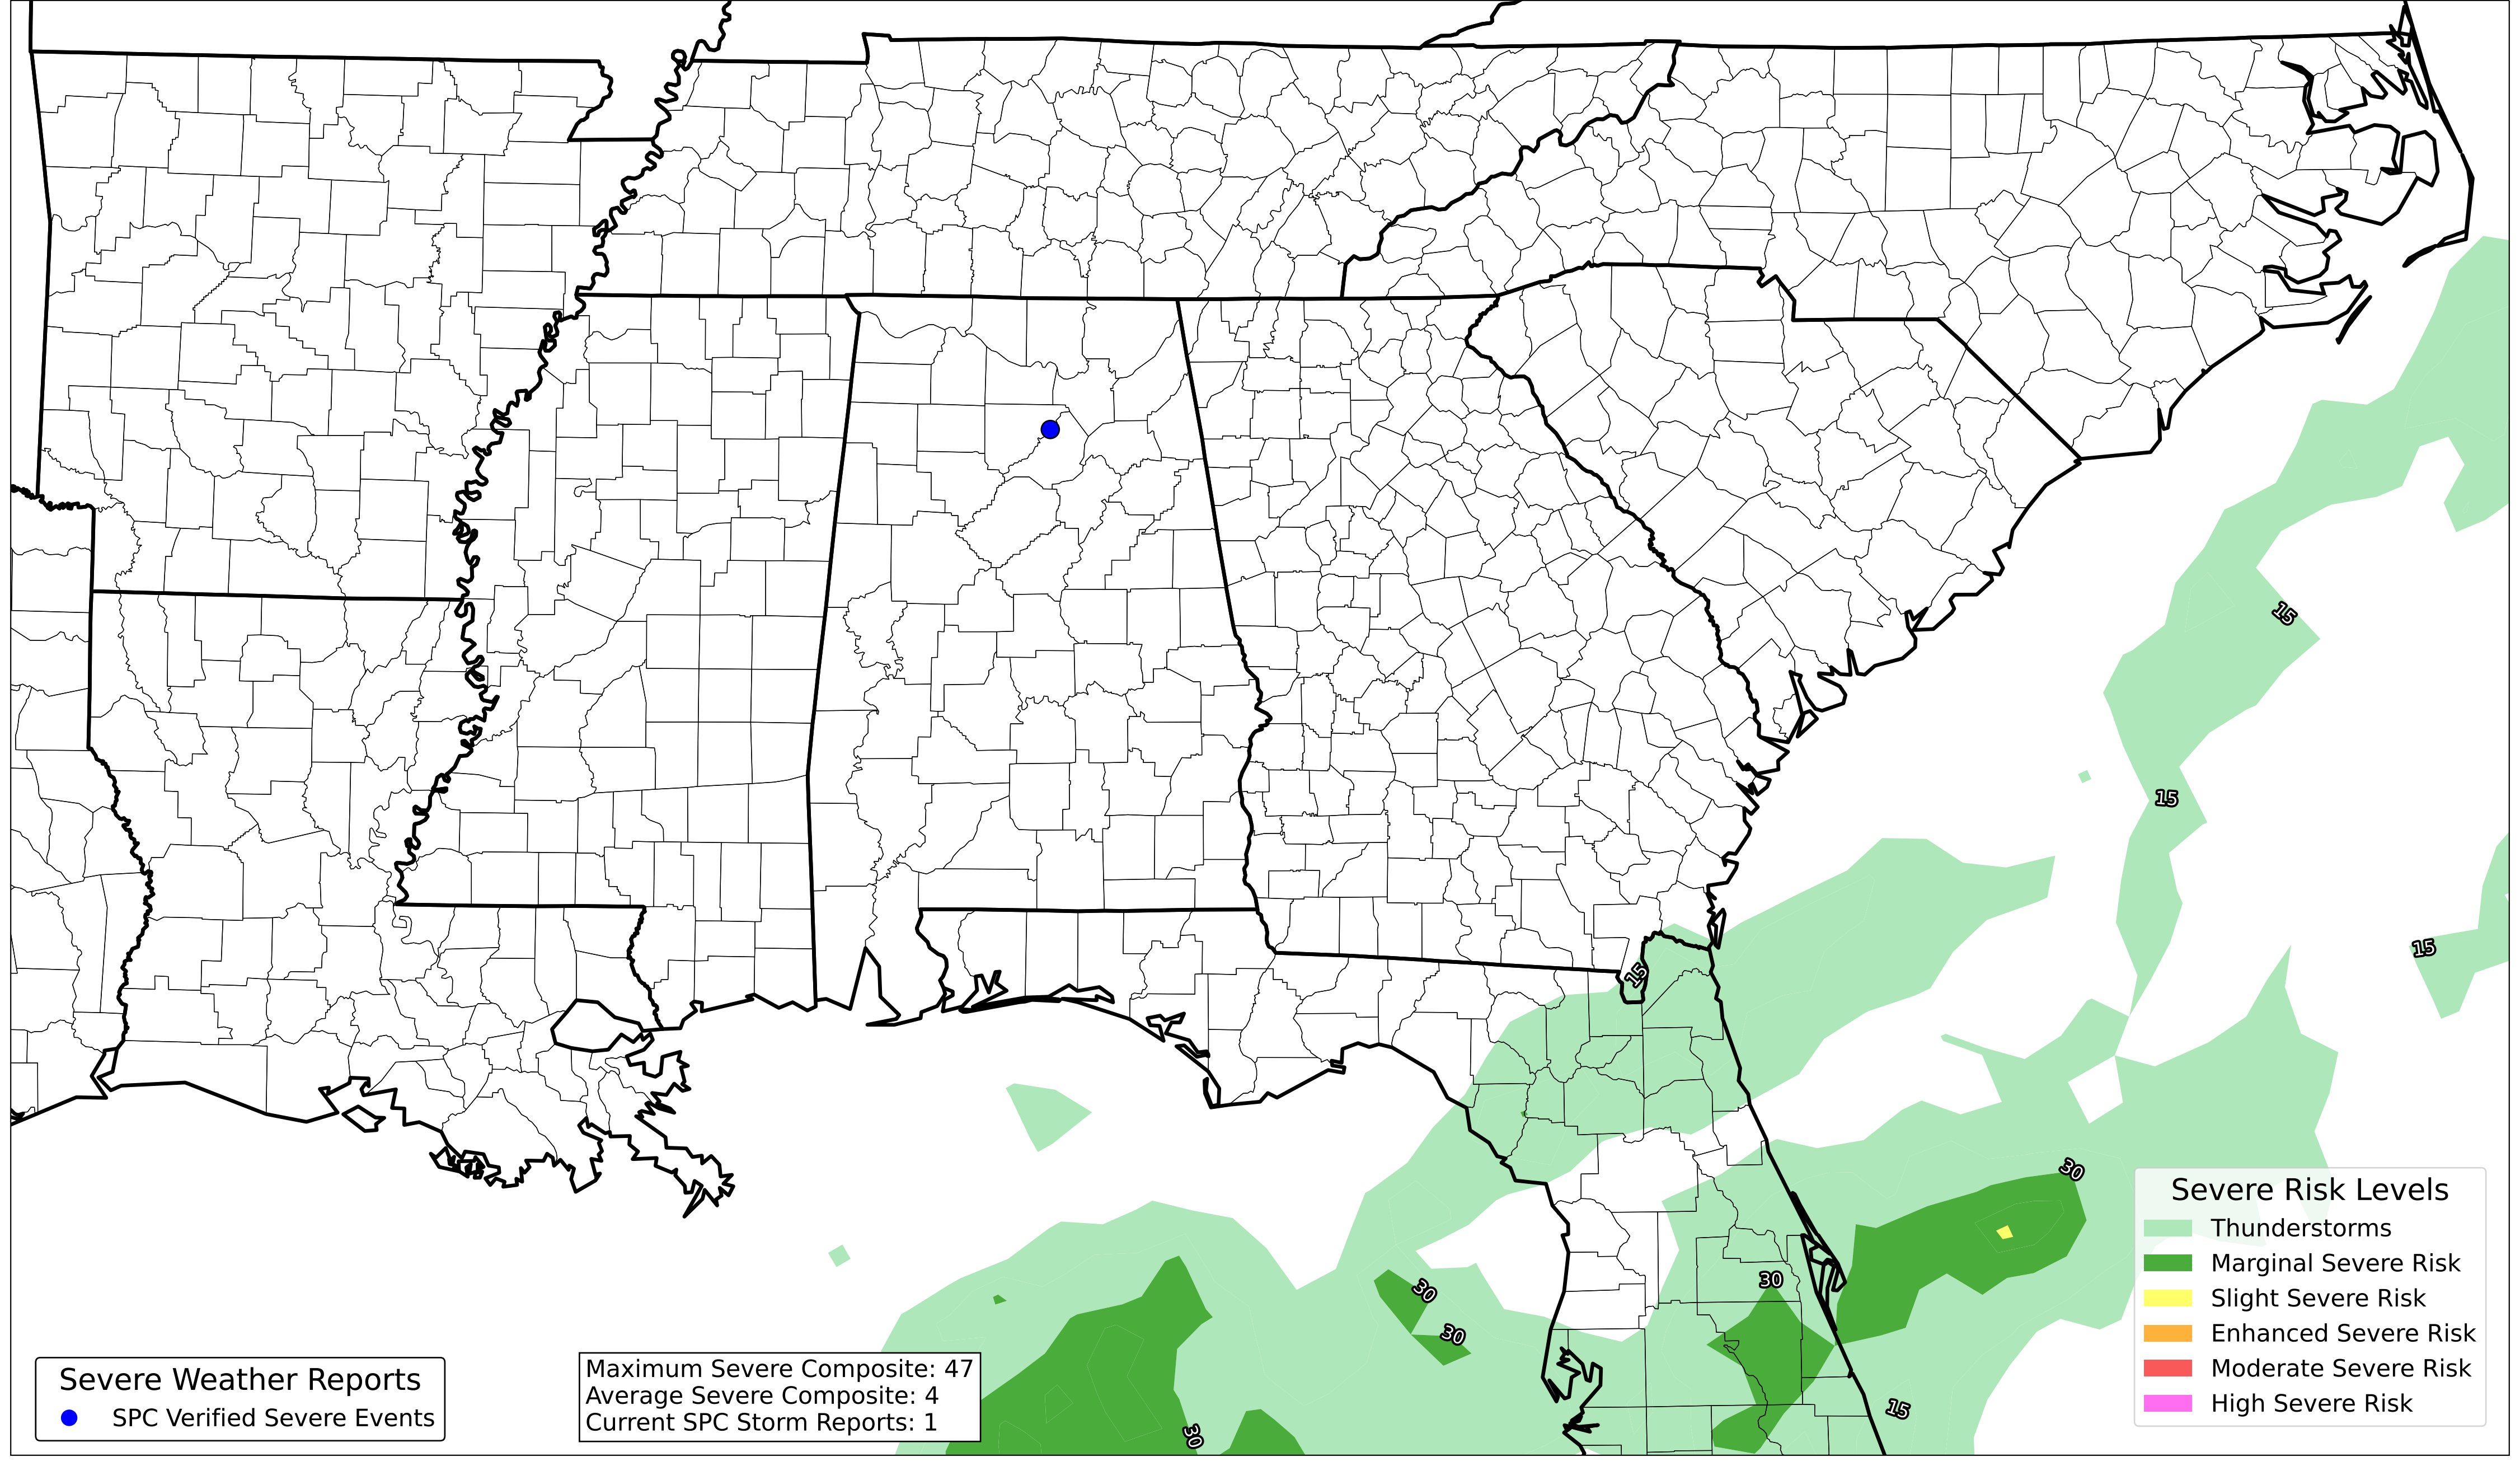 15
15
15
15
30
30
30
30
15
30
Severe Risk Levels
Thunderstorms
Marginal Severe Risk
Slight Severe Risk
Enhanced Severe Risk
Moderate Severe Risk
High Severe Risk
Severe Weather Reports
SPC Verified Severe Events
Maximum Severe Composite: 47
Average Severe Composite: 4
Current SPC Storm Reports: 1